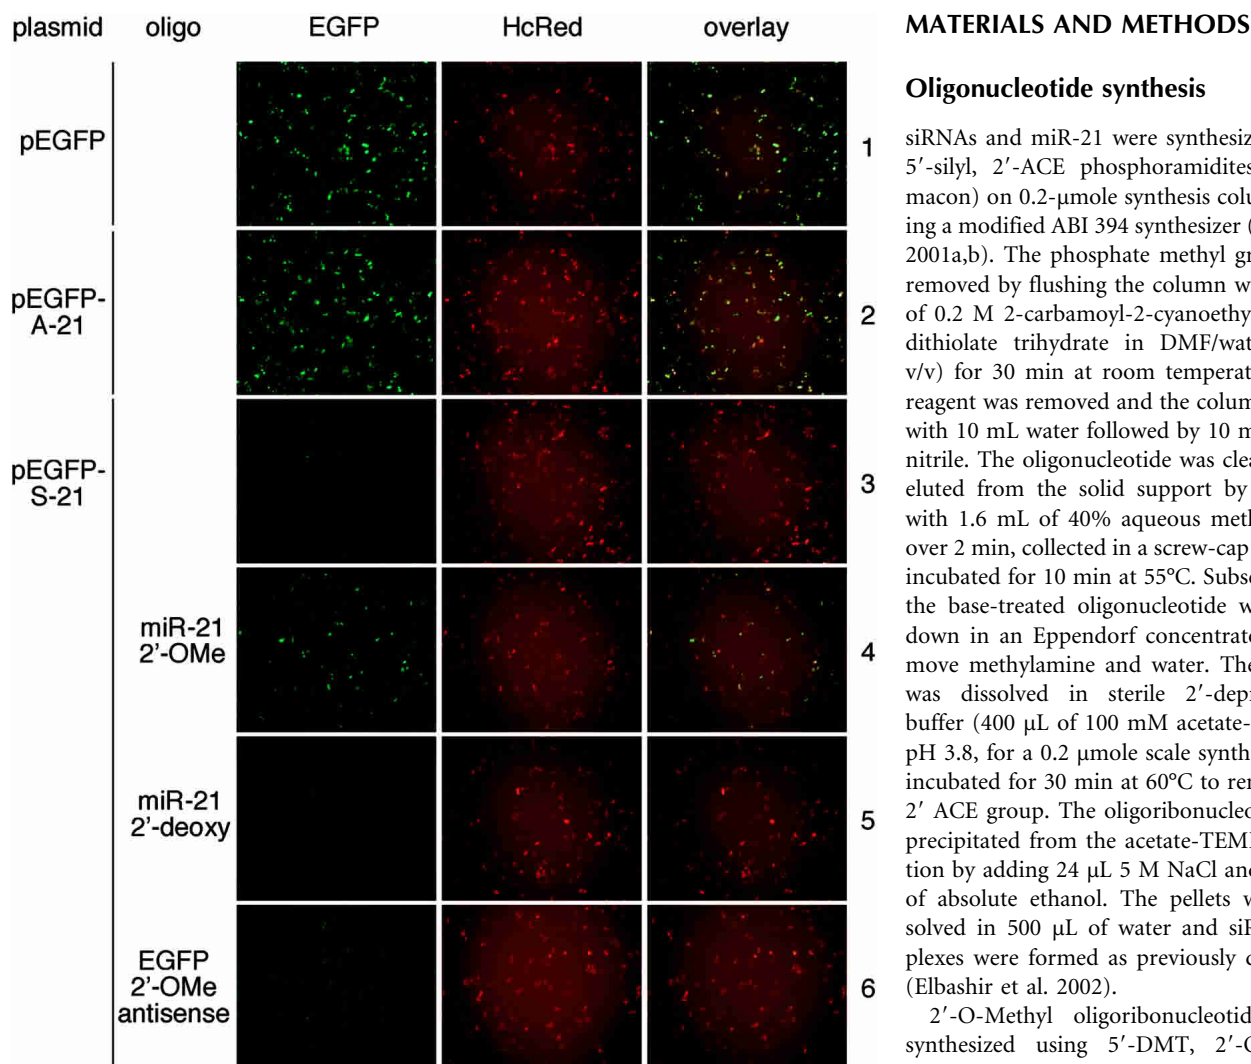 plasmid oligo EGFP HcRed overlay
pEGFP 1
pEGFP-
A-21
2
pEGFP-
S-21
3
miR-21
2'-OMe
4
miR-21
2'-deoxy
5
EGFP
2'-OMe
antisense
6
MATERIALS AND METHODS
Oligonucleotide synthesis
siRNAs and miR-21 were synthesiz
5′-silyl, 2′-ACE phosphoramidites
macon) on 0.2-µmole synthesis colu
ing a modified ABI 394 synthesizer (
2001a,b). The phosphate methyl gr
removed by flushing the column w
of 0.2 M 2-carbamoyl-2-cyanoethy
dithiolate trihydrate in DMF/wat
v/v) for 30 min at room temperat
reagent was removed and the colum
with 10 mL water followed by 10 m
nitrile. The oligonucleotide was clea
eluted from the solid support by
with 1.6 mL of 40% aqueous meth
over 2 min, collected in a screw-cap
incubated for 10 min at 55°C. Subse
the base-treated oligonucleotide w
down in an Eppendorf concentrat
move methylamine and water. The
was dissolved in sterile 2′-depr
buffer (400 µL of 100 mM acetate-
pH 3.8, for a 0.2 µmole scale synth
incubated for 30 min at 60°C to re
2′ ACE group. The oligoribonucleo
precipitated from the acetate-TEM
tion by adding 24 µL 5 M NaCl and
of absolute ethanol. The pellets w
solved in 500 µL of water and siR
plexes were formed as previously d
(Elbashir et al. 2002).
2′-O-Methyl oligoribonucleotid
synthesized using 5′-DMT, 2′-O